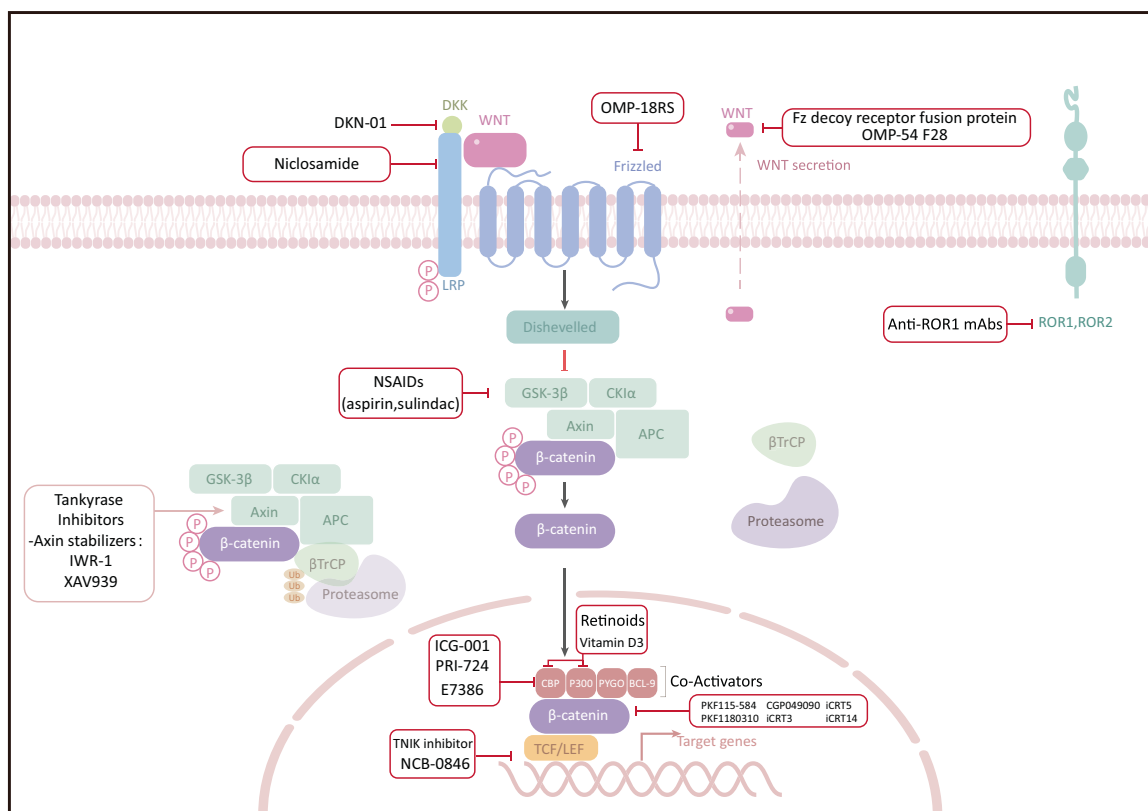 DKK
DKN-01
WNT
Niclosamide
OMP-18RS
Frizzled
WNT
Fz decoy receptor fusion protein
OMP-54 F28
WNT secretion
P
P
LRP
Dishevelled
Anti-ROR1 mAbs
ROR1,ROR2
NSAIDs
(aspirin,sulindac)
GSK-3β
CKIα
Axin
APC
β-catenin
P
P
P
P
βTrCP
Proteasome
β-catenin
Tankyrase
Inhibitors
-Axin stabilizers:
IWR-1
XAV939
GSK-3β
CKIα
Axin
APC
β-catenin
P
P
P
P
βTrCP
Ub
Ub
Ub
Proteasome
Retinoids
Vitamin D3
ICG-001
PRI-724
E7386
CBP
P300
PYGO
BCL-9
Co-Activators
β-catenin
PKF115-584 CGP049090 iCRT5
PKF1180310 iCRT3 iCRT14
TCF/LEF
Target genes
TNIK inhibitor
NCB-0846